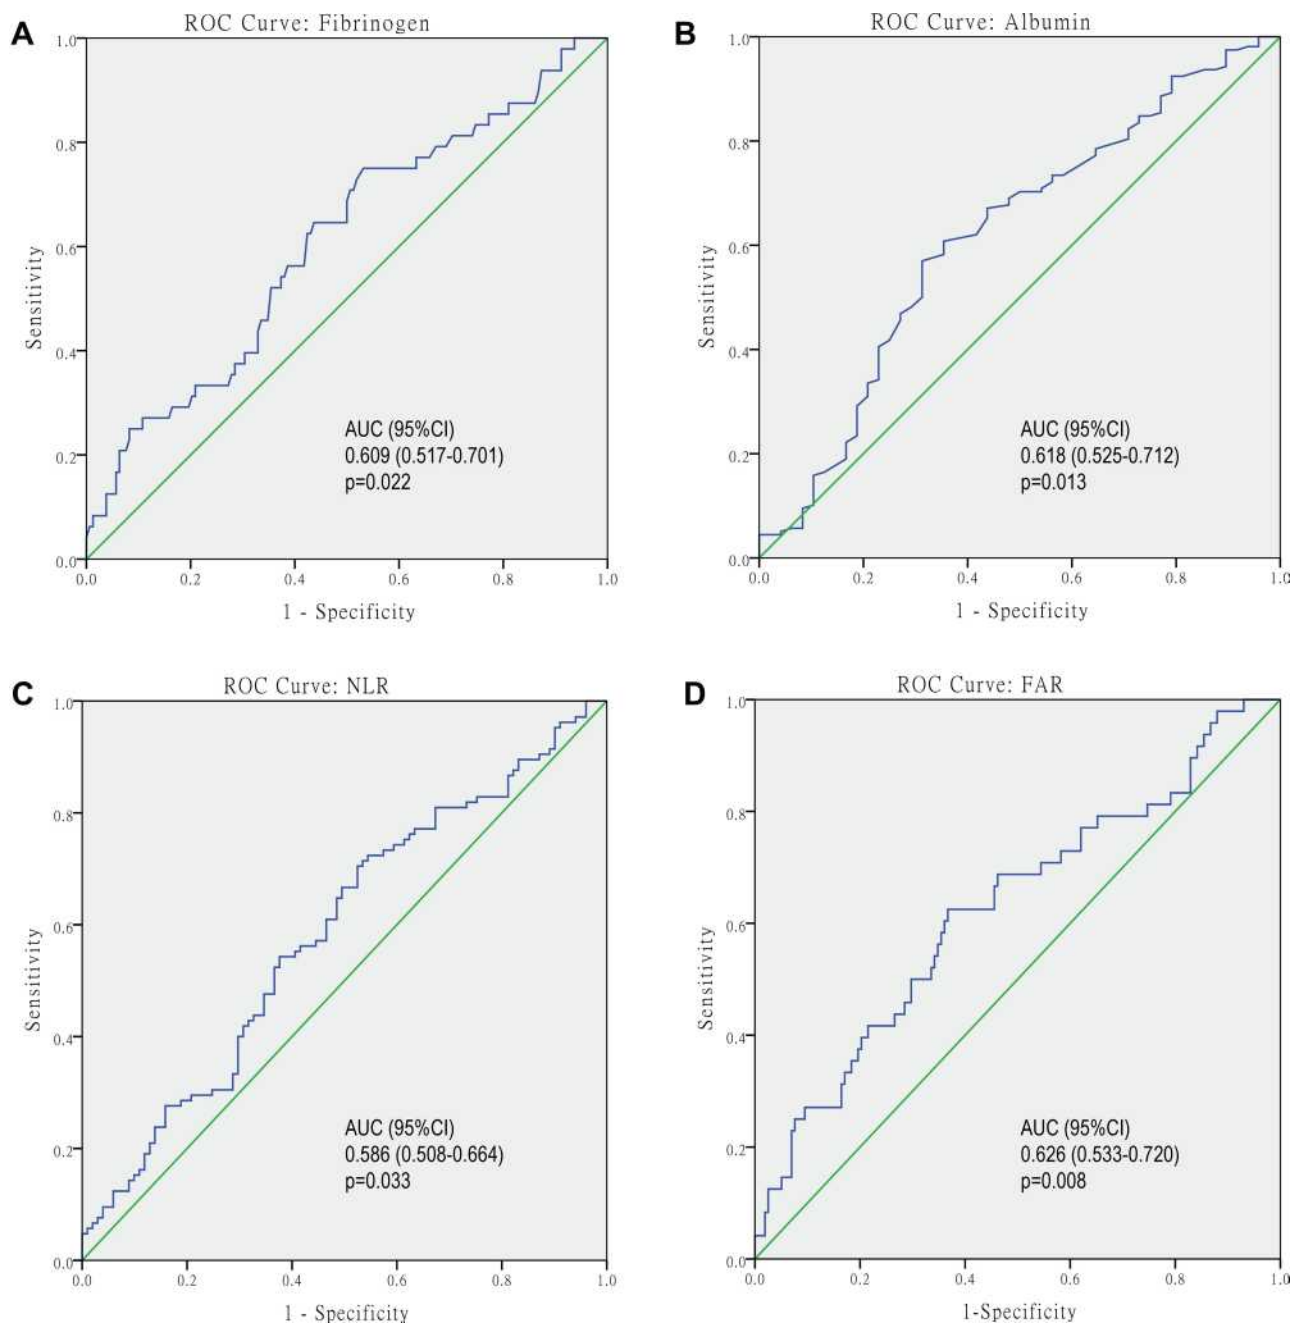 A
ROC Curve: Fibrinogen
1.0
0.8
0.6
0.4
0.2
0.0
Sensitivity
AUC (95%CI)
0.609 (0.517-0.701)
p=0.022
0.0 0.2 0.4 0.6 0.8 1.0
1 - Specificity
B
ROC Curve: Albumin
1.0
0.8
0.6
0.4
0.2
0.0
Sensitivity
AUC (95%CI)
0.618 (0.525-0.712)
p=0.013
0.0 0.2 0.4 0.6 0.8 1.0
1 - Specificity
C
ROC Curve: NLR
1.0
0.8
0.6
0.4
0.2
0.0
Sensitivity
AUC (95%CI)
0.586 (0.508-0.664)
p=0.033
0.0 0.2 0.4 0.6 0.8 1.0
1 - Specificity
D
ROC Curve: FAR
1.0
0.8
0.6
0.4
0.2
0.0
Sensitivity
AUC (95%CI)
0.626 (0.533-0.720)
p=0.008
0.0 0.2 0.4 0.6 0.8 1.0
1-Specificity